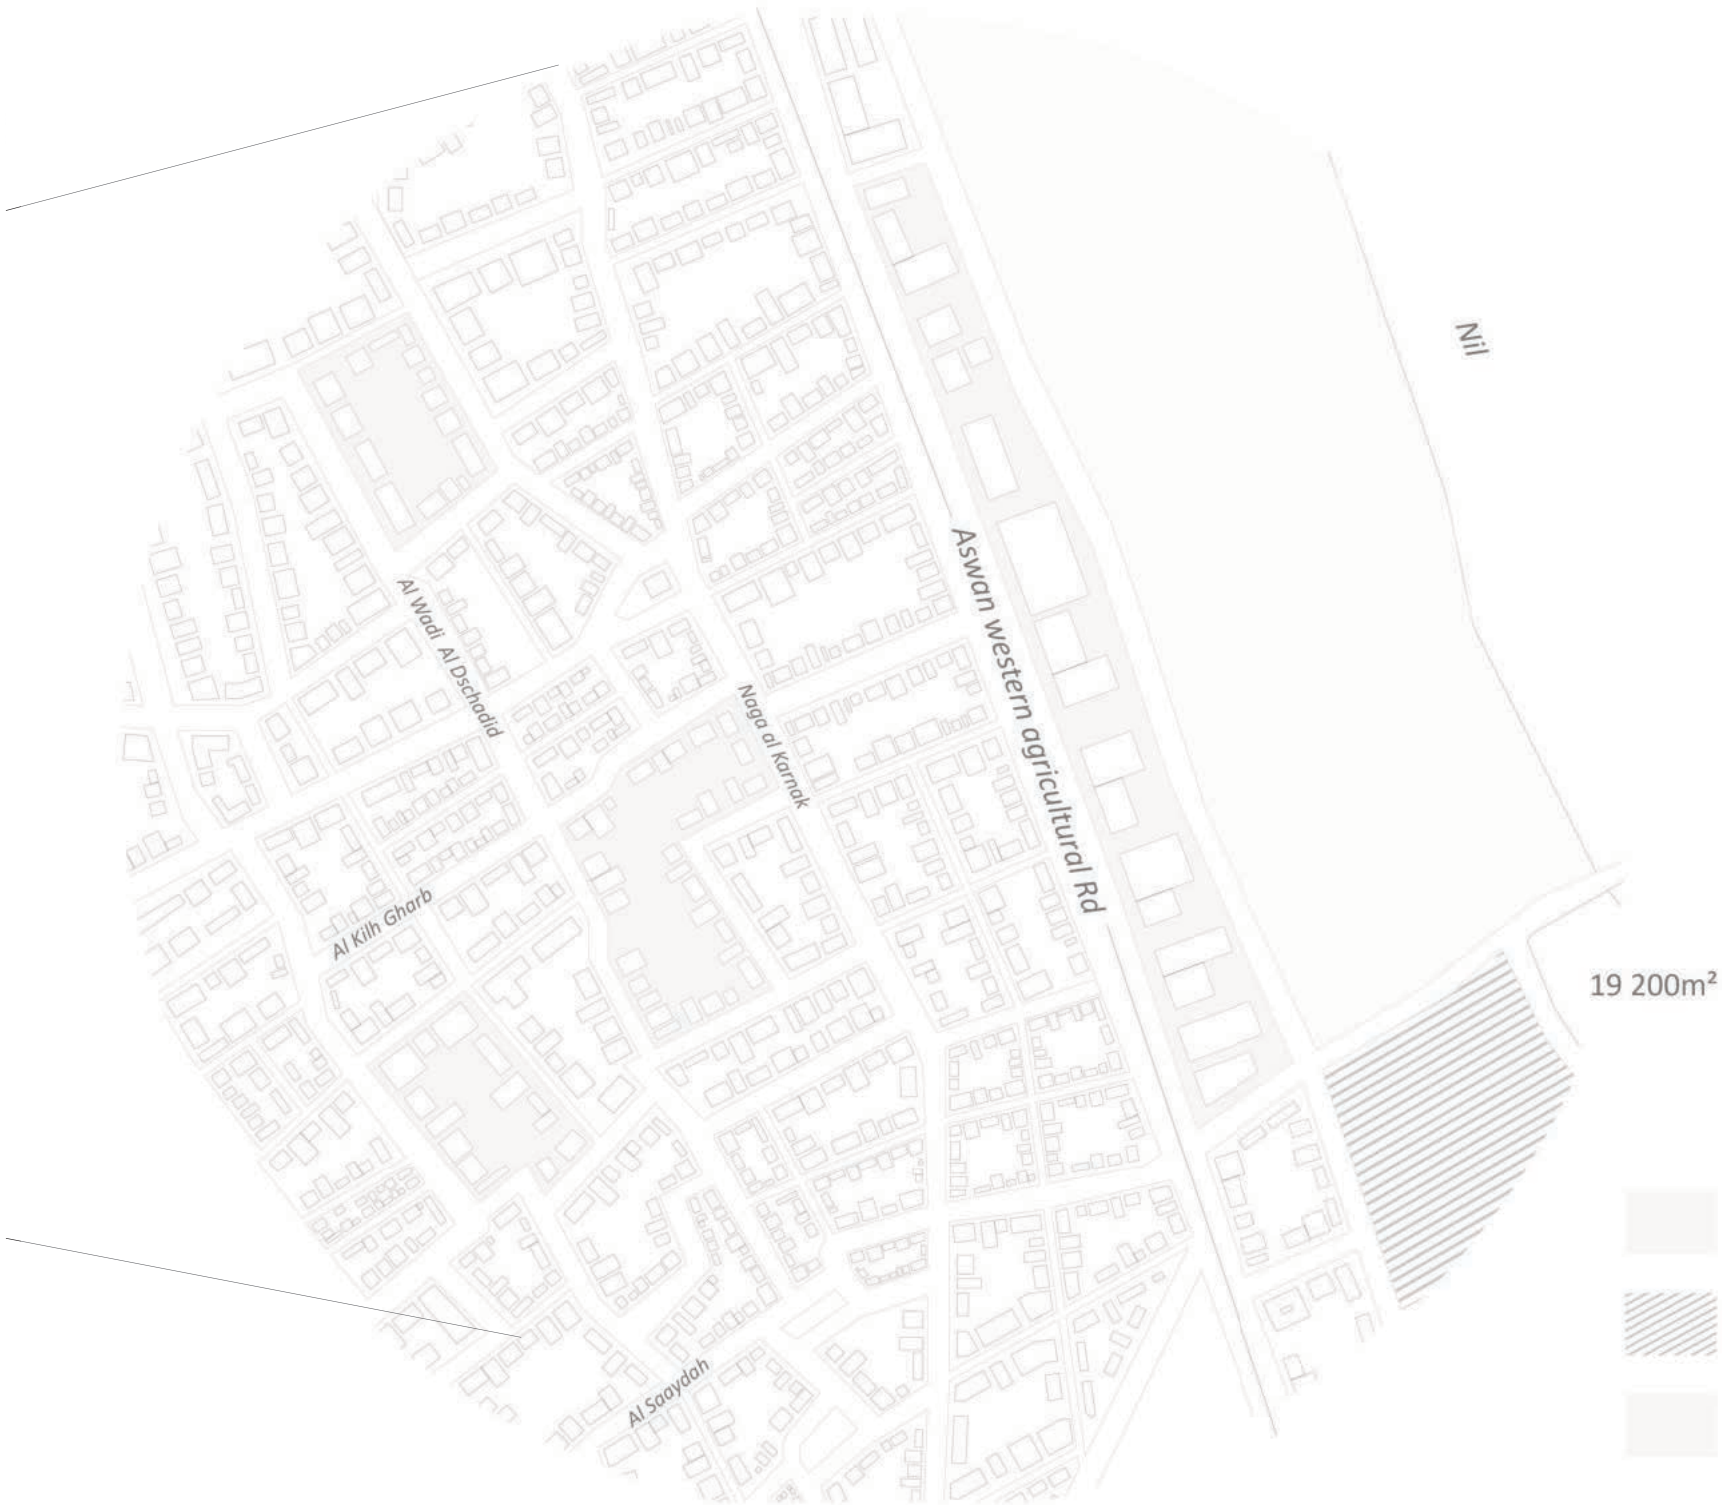 Nil
Aswan western agricultural Rd
Al Wadi Al Dschadid
Naga al Karnak
Al Kilh Gharb
19 200m²
Al Saaydah